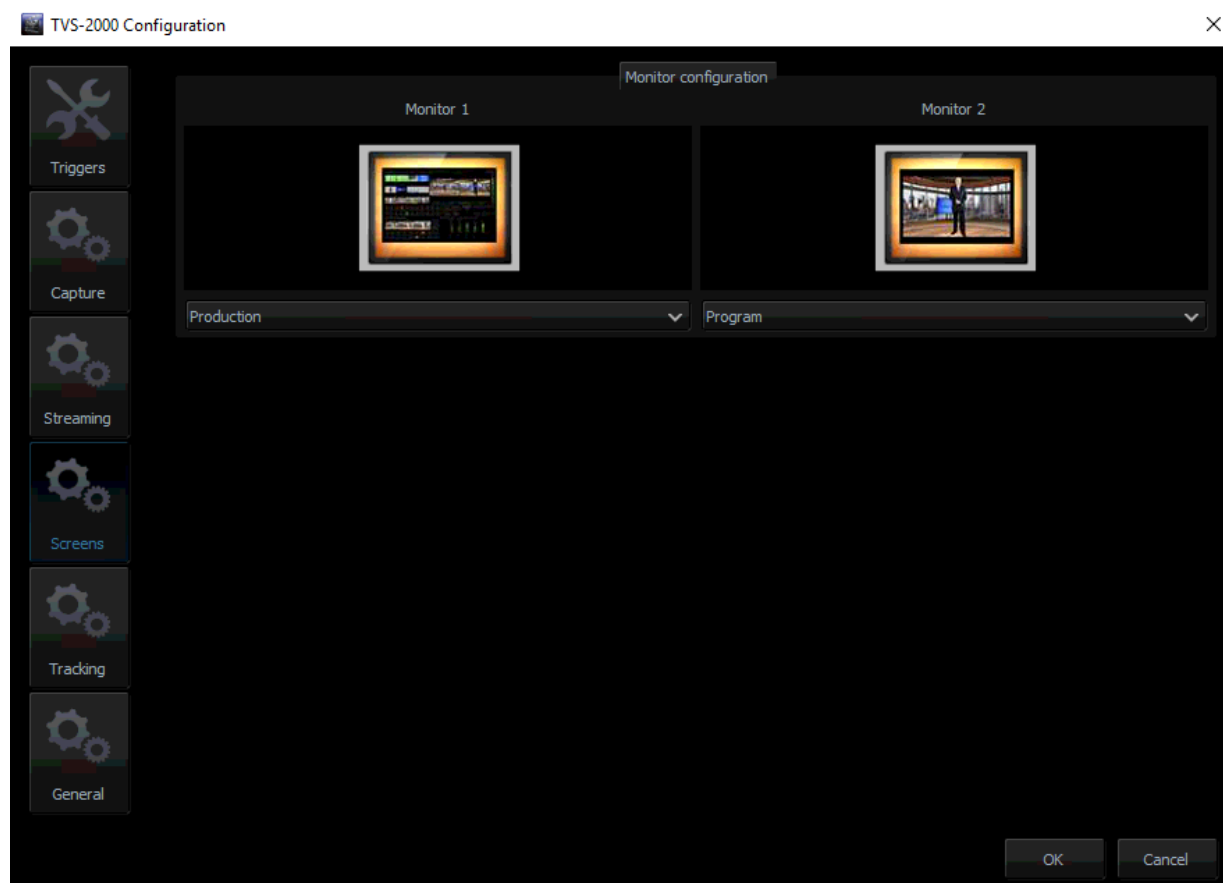 TVS-2000 Configuration
Monitor configuration
Monitor 1
Monitor 2
Production
Program
Triggers
Capture
Streaming
Screens
Tracking
General
OK
Cancel